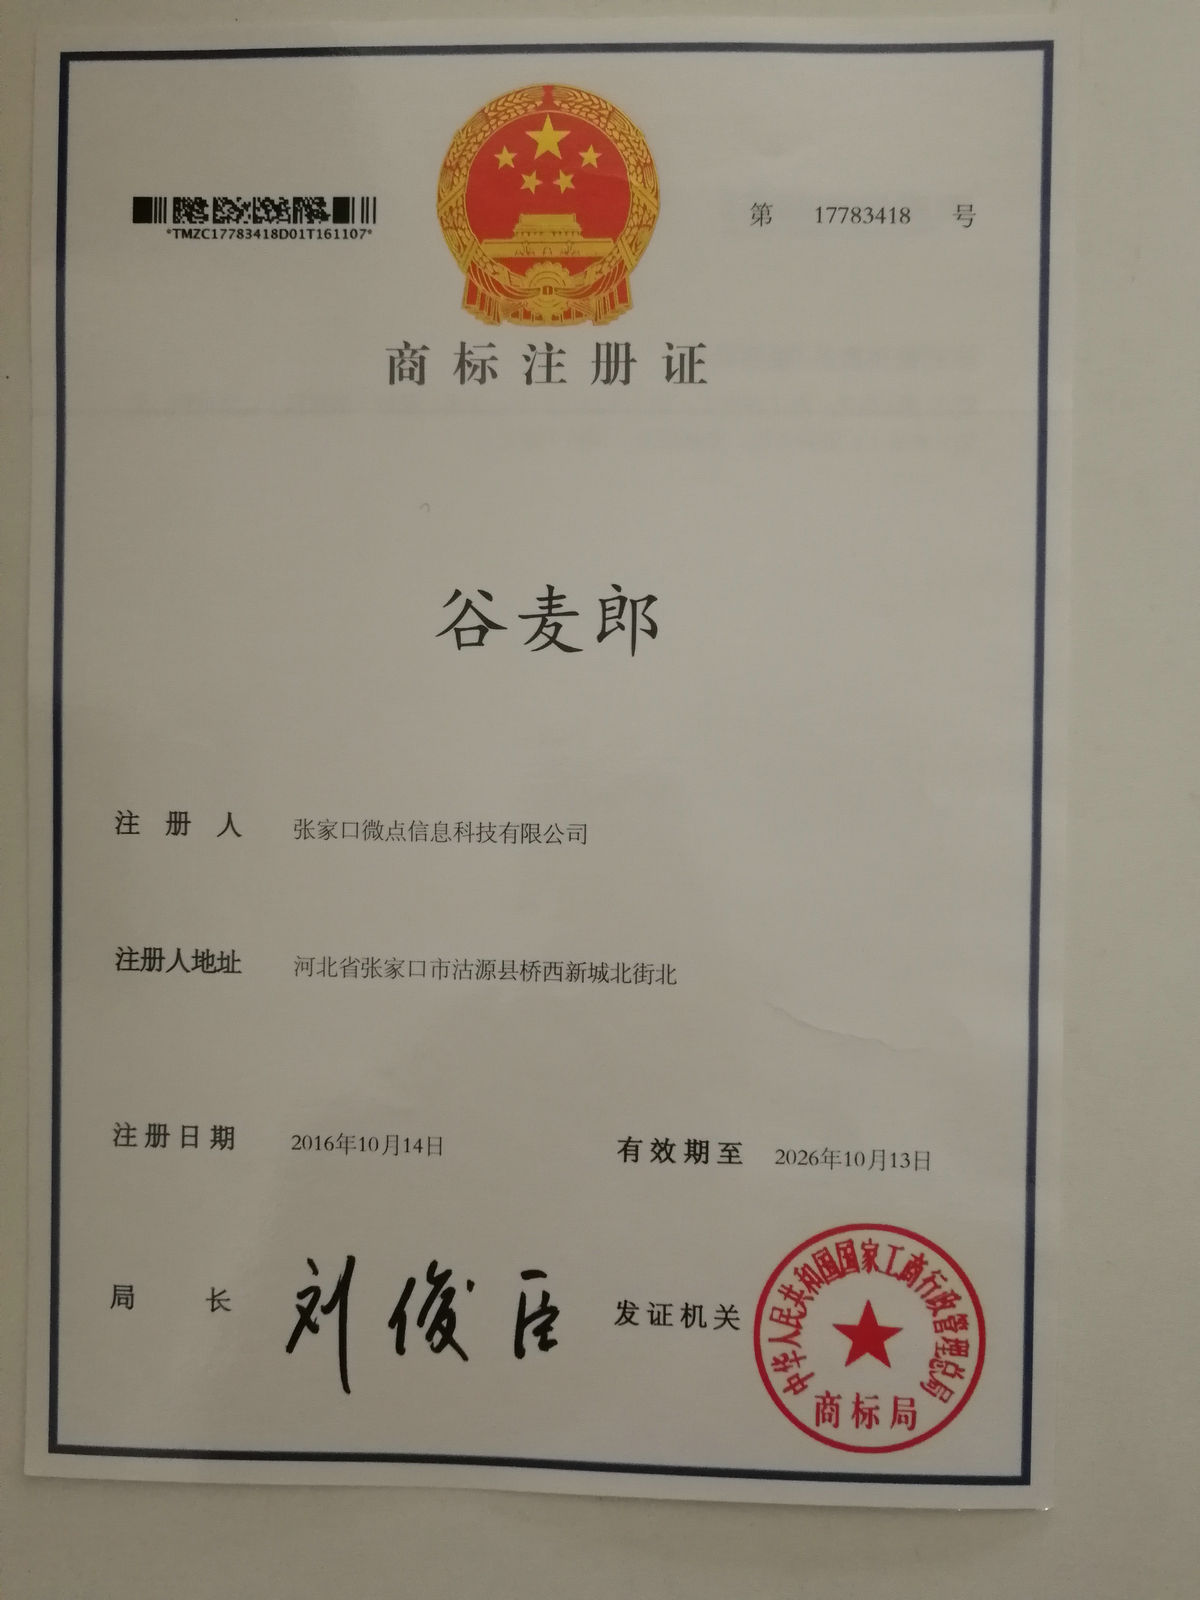 *TMZC17783418D01T161107*
第 17783418 号
商标注册证
谷麦郎
注册人 张家口微点信息科技有限公司
注册人地址 河北省张家口市沽源县桥西新城北街北
注册日期 2016年10月14日 有效期至 2026年10月13日
局长 刘俊臣 发证机关
中华人民共和国国家工商行政管理总局
商标局